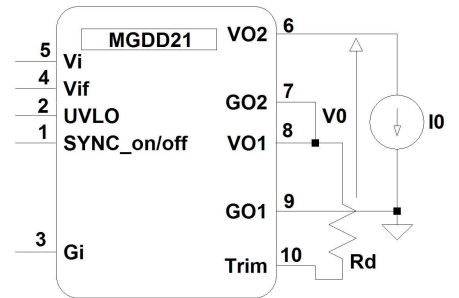 MGDD21
VO2
6
5
Vi
4
Vif
7
GO2
2
UVLO
V0
I0
8
1
SYNC_on/off
VO1
9
GO1
3
Gi
10
Trim
Rd